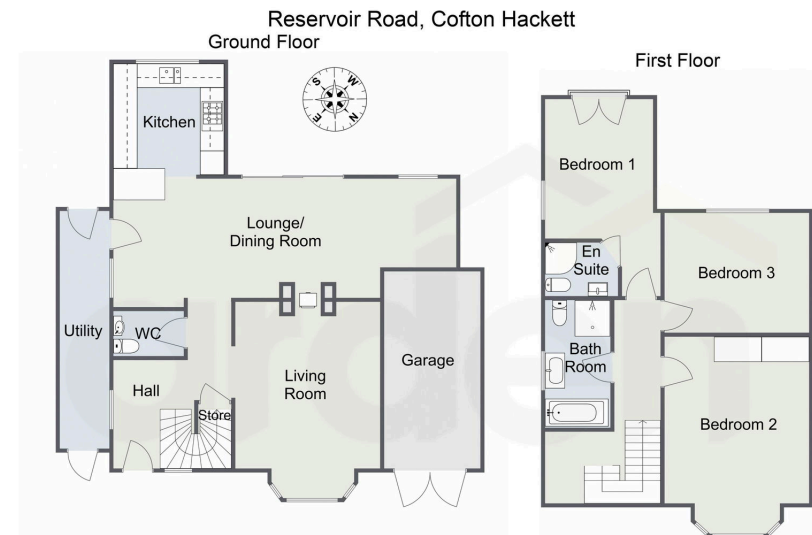 Reservoir Road, Cofton Hackett
Ground Floor
First Floor
S
W
E
N
Kitchen
Bedroom 1
Lounge/
Dining Room
En
Suite
Bedroom 3
Utility
WC
Garage
Bath
Room
Hall
Living
Room
Store
Bedroom 2
arden